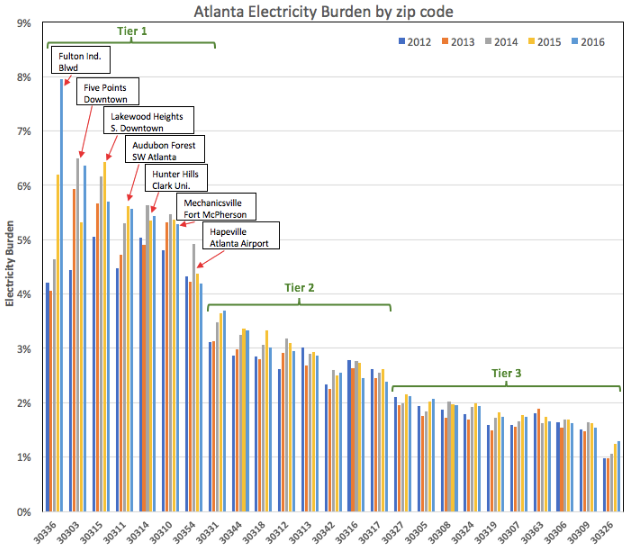 Atlanta Electricity Burden by zip code
9%
8%
7%
6%
5%
4%
3%
2%
1%
0%
Electricity Burden
2012 2013 2014 2015 2016
Tier 1
Fulton Ind.
Blwd
Five Points
Downtown
Lakewood Heights
S. Downtown
Audubon Forest
SW Atlanta
Hunter Hills
Clark Uni.
Mechanicsville
Fort McPherson
Hapeville
Atlanta Airport
Tier 2
Tier 3
30336 30303 30315 30311 30314 30310 30354 30331 30344 30318 30312 30313 30342 30316 30317 30327 30305 30308 30324 30319 30307 30363 30306 30309 30326